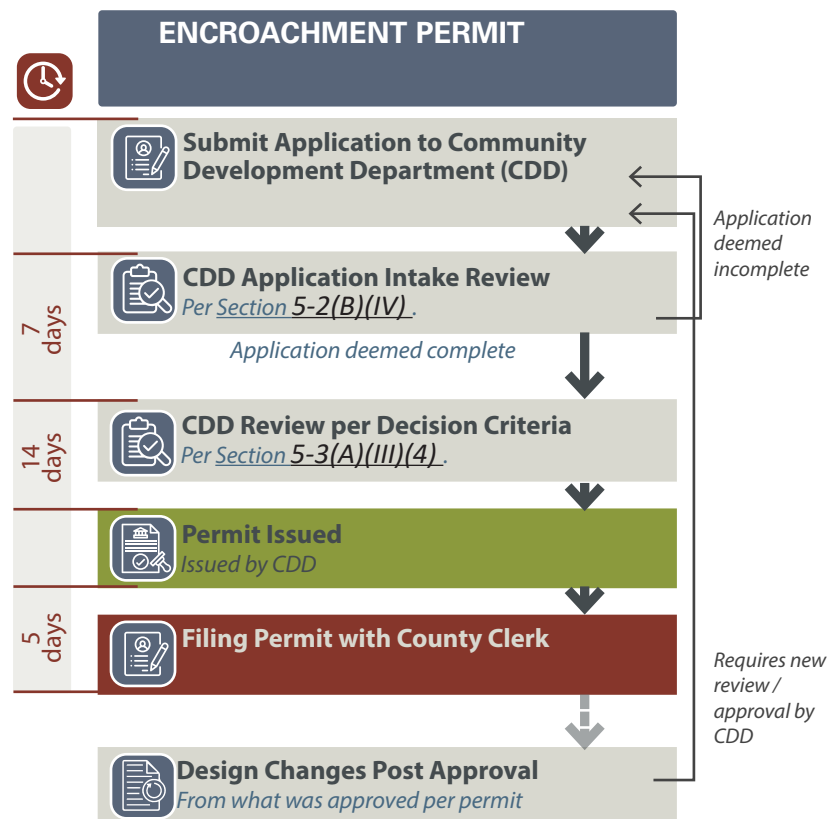 ENCROACHMENT PERMIT
Submit Application to Community
Development Department (CDD)
Application
deemed
incomplete
CDD Application Intake Review
Per Section 5-2(B)(IV) .
7
days
Application deemed complete
CDD Review per Decision Criteria
Per Section 5-3(A)(III)(4) .
14
days
Permit Issued
Issued by CDD
Filing Permit with County Clerk
5
days
Requires new
review /
approval by
CDD
Design Changes Post Approval
From what was approved per permit